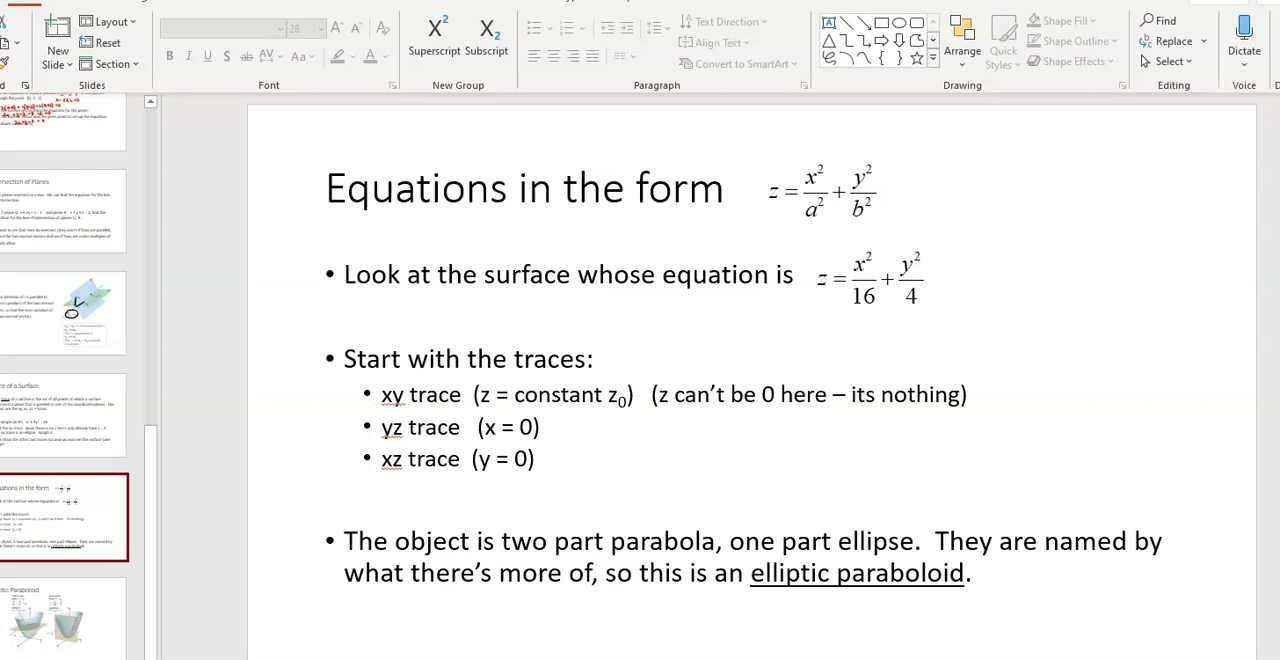 Layout
Reset
Section
New
Slide
Slides
28
B I U S ab AV Aa A
Font
X²
X₂
Superscript Subscript
New Group
Text Direction
Align Text
Convert to SmartArt
Paragraph
Arrange
Quick
Styles
Shape Fill
Shape Outline
Shape Effects
Drawing
Find
Replace
Select
Editing
Dictate
Voice
Equations in the form z = x²/a² + y²/b²
• Look at the surface whose equation is z = x²/16 + y²/4
• Start with the traces:
• xy trace (z = constant z₀) (z can’t be 0 here – its nothing)
• yz trace (x = 0)
• xz trace (y = 0)
• The object is two part parabola, one part ellipse. They are named by
what there’s more of, so this is an elliptic paraboloid.